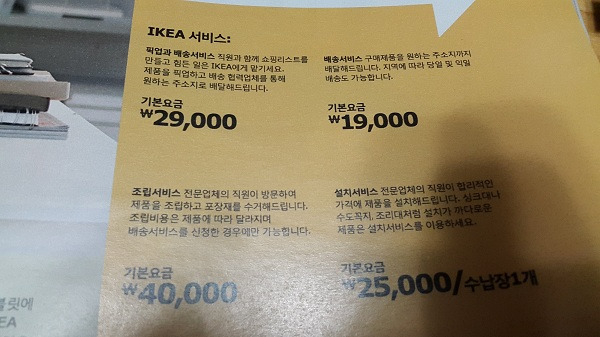 IKEA 서비스:
픽업과 배송서비스 직원과 함께 쇼핑리스트를
만들고 힘든 일은 IKEA에게 맡기세요.
제품을 픽업하고 배송 협력업체를 통해
원하는 주소지로 배달해드립니다.
기본요금
₩29,000
배송서비스 구매제품을 원하는 주소지까지
배달해드립니다. 지역에 따라 당일 및 익일
배송도 가능합니다.
기본요금
₩19,000
조립서비스 전문업체의 직원이 방문하여
제품을 조립하고 포장재를 수거해드립니다.
조립비용은 제품에 따라 달라지며
배송서비스를 신청한 경우에만 가능합니다.
기본요금
₩40,000
설치서비스 전문업체의 직원이 합리적인
가격에 제품을 설치해드립니다. 싱크대나
수도꼭지, 조리대처럼 설치가 까다로운
제품은 설치서비스를 이용하세요.
기본요금
₩25,000/수납장1개
블릿에
EA